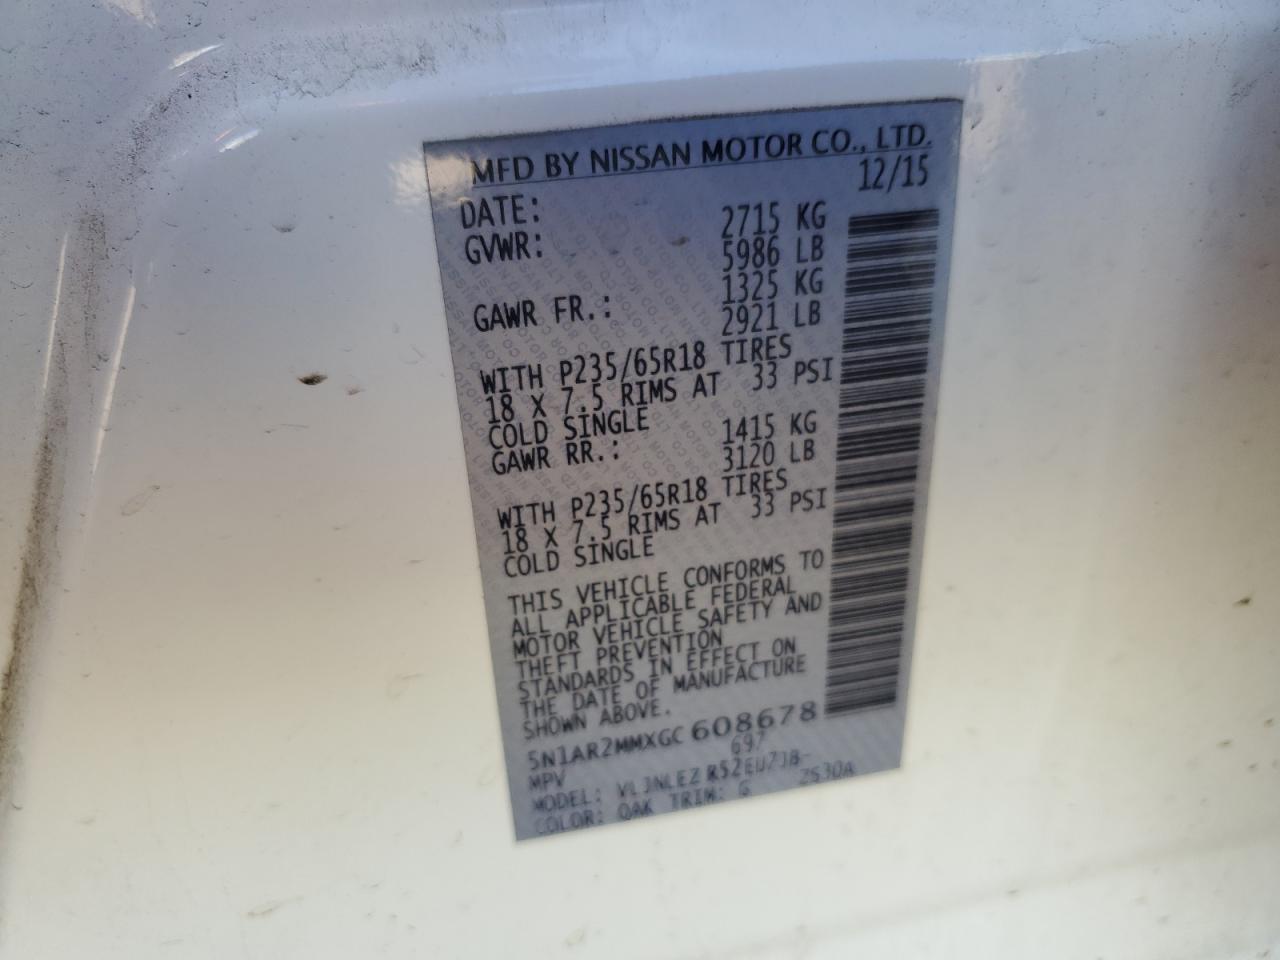 MFD BY NISSAN MOTOR CO., LTD.
DATE: 12/15
GVWR: 2715 KG
5986 LB
GAWR FR.: 1325 KG
2921 LB
WITH P235/65R18 TIRES
18 X 7.5 RIMS AT 33 PSI
COLD SINGLE
GAWR RR.: 1415 KG
3120 LB
WITH P235/65R18 TIRES
18 X 7.5 RIMS AT 33 PSI
COLD SINGLE
THIS VEHICLE CONFORMS TO
ALL APPLICABLE FEDERAL
MOTOR VEHICLE SAFETY AND
THEFT PREVENTION
STANDARDS IN EFFECT ON
THE DATE OF MANUFACTURE
SHOWN ABOVE.
5N1AR2MMXGC 608678
MPV 697
MODEL:
COLOR: QAK TRIM: G